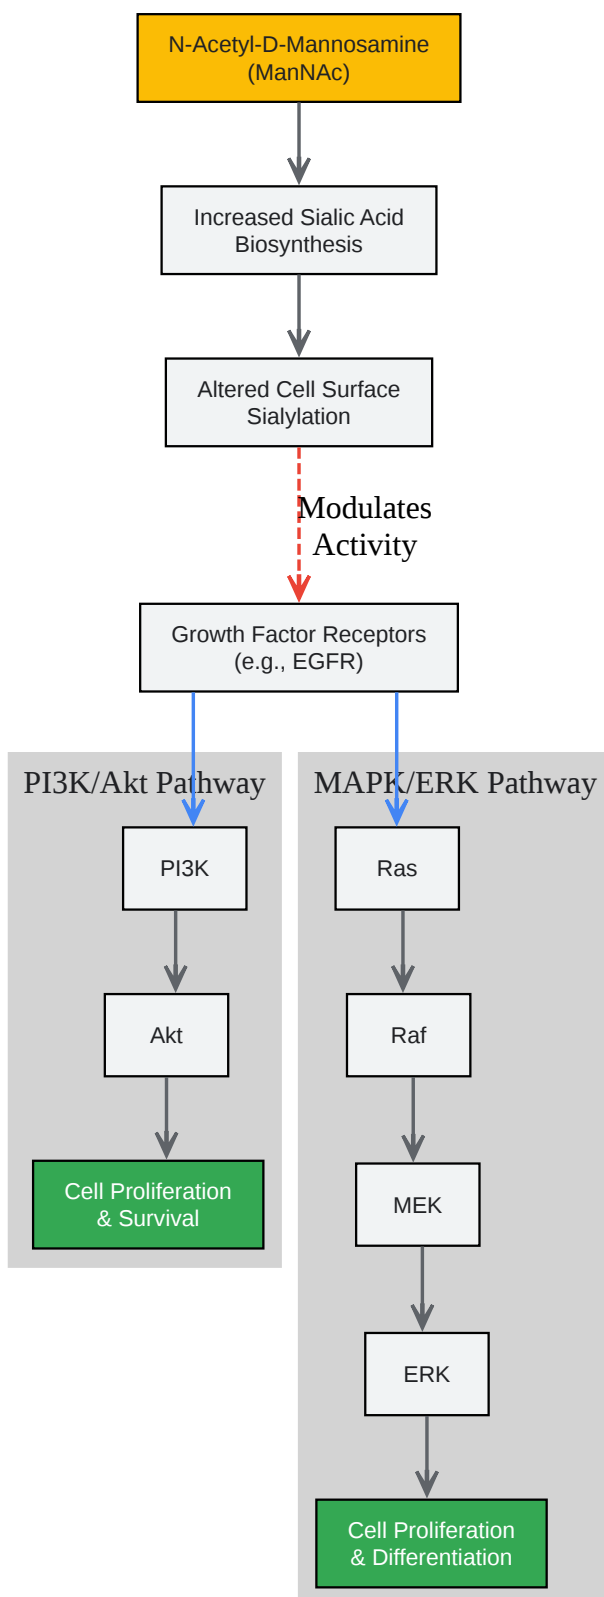 N-Acetyl-D-Mannosamine
(ManNAc)
Increased Sialic Acid
Biosynthesis
Altered Cell Surface
Sialylation
Modulates
Activity
Growth Factor Receptors
(e.g., EGFR)
PI3K/Akt Pathway
PI3K
Akt
Cell Proliferation
& Survival
MAPK/ERK Pathway
Ras
Raf
MEK
ERK
Cell Proliferation
& Differentiation